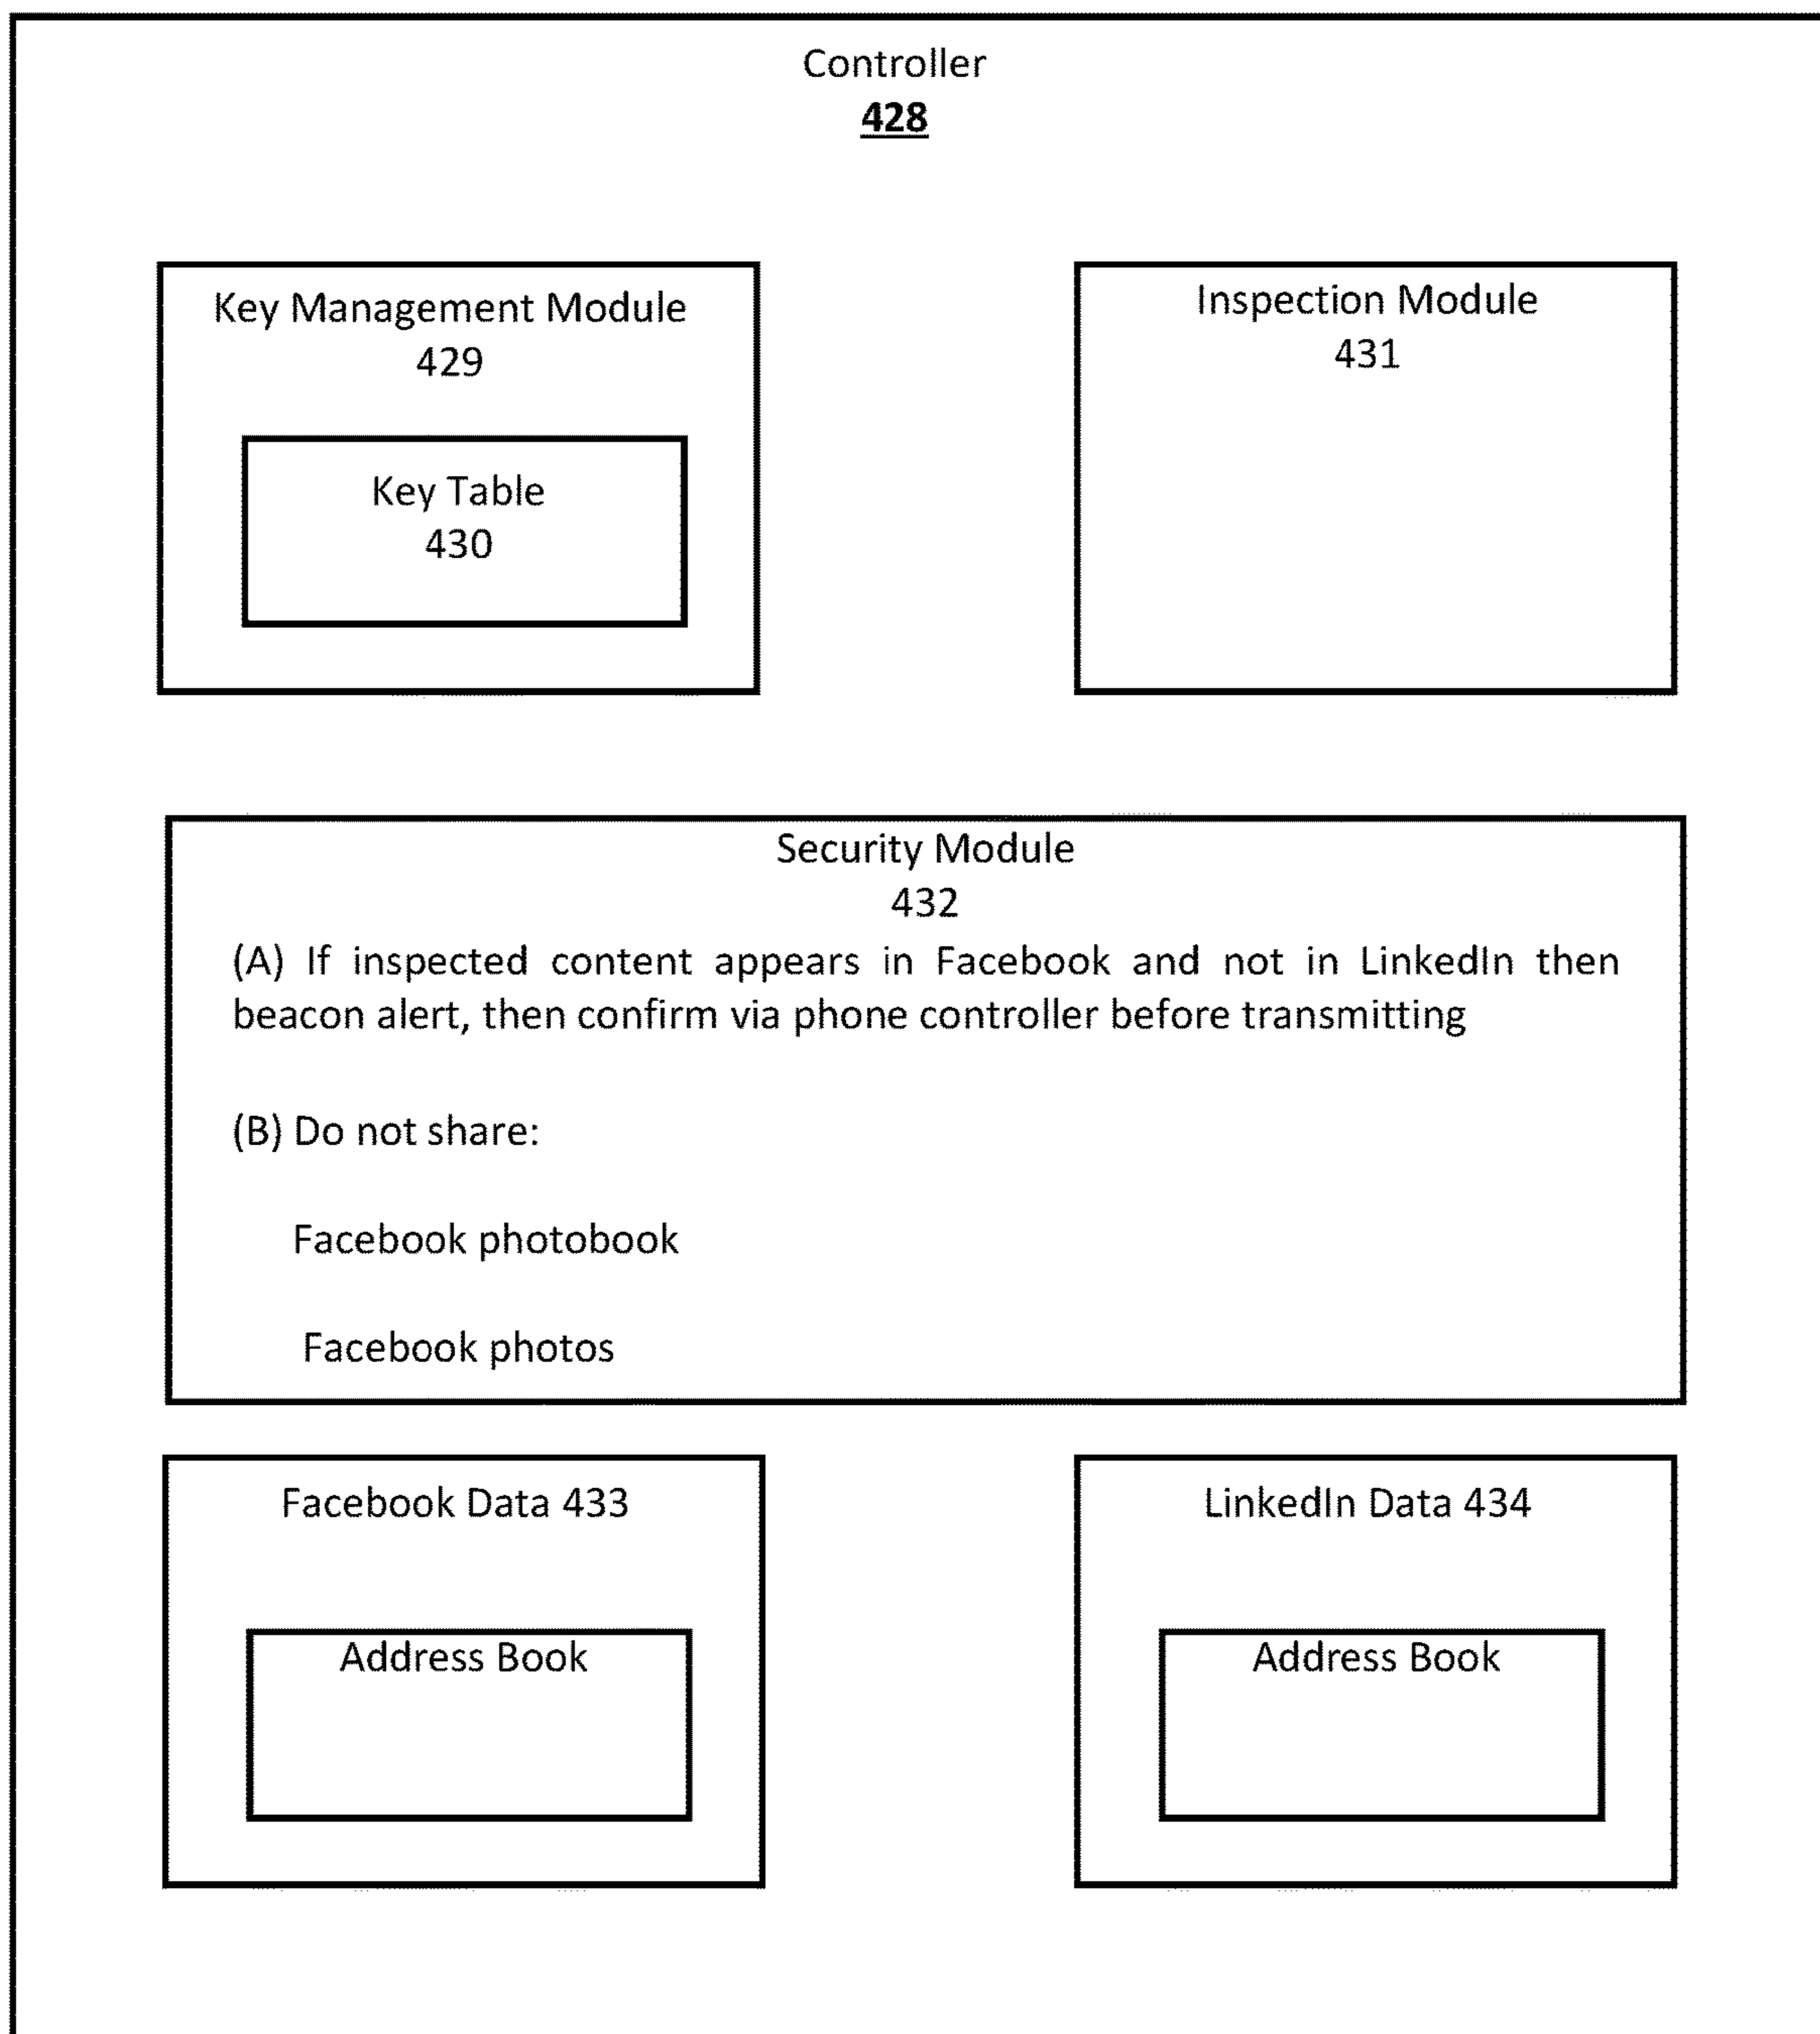 Controller
428
Key Management Module
429
Key Table
430
Inspection Module
431
Security Module
432
(A) If inspected content appears in Facebook and not in LinkedIn then
beacon alert, then confirm via phone controller before transmitting
(B) Do not share:
Facebook photobook
Facebook photos
Facebook Data 433
Address Book
LinkedIn Data 434
Address Book